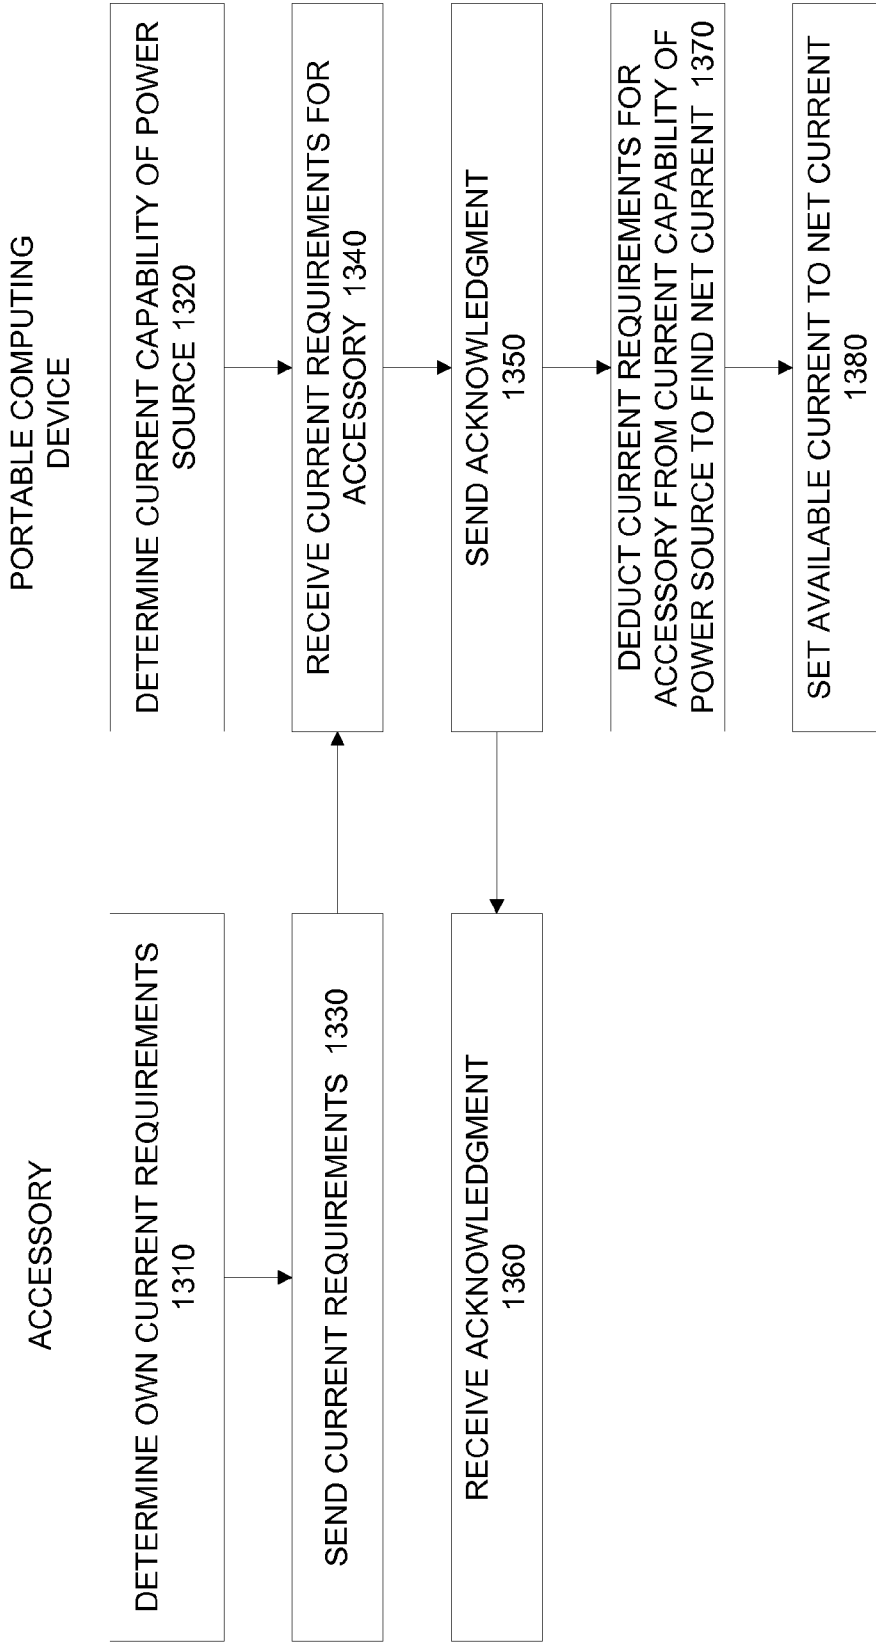 ACCESSORY
PORTABLE COMPUTING
DEVICE
DETERMINE OWN CURRENT REQUIREMENTS
1310
DETERMINE CURRENT CAPABILITY OF POWER
SOURCE 1320
SEND CURRENT REQUIREMENTS 1330
RECEIVE CURRENT REQUIREMENTS FOR
ACCESSORY 1340
RECEIVE ACKNOWLEDGMENT
1360
SEND ACKNOWLEDGMENT
1350
DEDUCT CURRENT REQUIREMENTS FOR
ACCESSORY FROM CURRENT CAPABILITY OF
POWER SOURCE TO FIND NET CURRENT 1370
SET AVAILABLE CURRENT TO NET CURRENT
1380